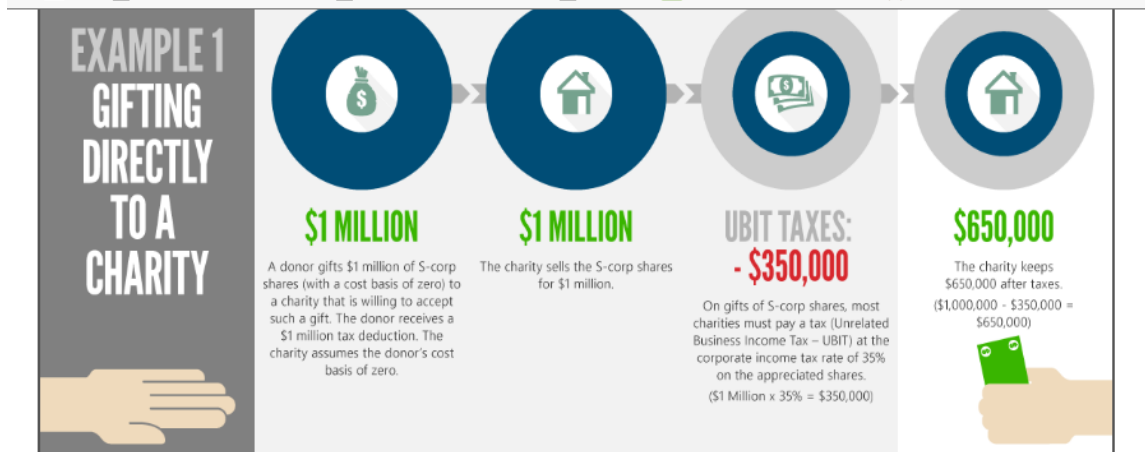 EXAMPLE 1
GIFTING
DIRECTLY
TO A
CHARITY
$1 MILLION
A donor gifts $1 million of S-corp
shares (with a cost basis of zero) to
a charity that is willing to accept
such a gift. The donor receives a
$1 million tax deduction. The
charity assumes the donor's cost
basis of zero.
$1 MILLION
The charity sells the S-corp shares
for $1 million.
UBIT TAXES:
- $350,000
On gifts of S-corp shares, most
charities must pay a tax (Unrelated
Business Income Tax – UBIT) at the
corporate income tax rate of 35%
on the appreciated shares.
($1 Million x 35% = $350,000)
$650,000
The charity keeps
$650,000 after taxes.
($1,000,000 - $350,000 =
$650,000)